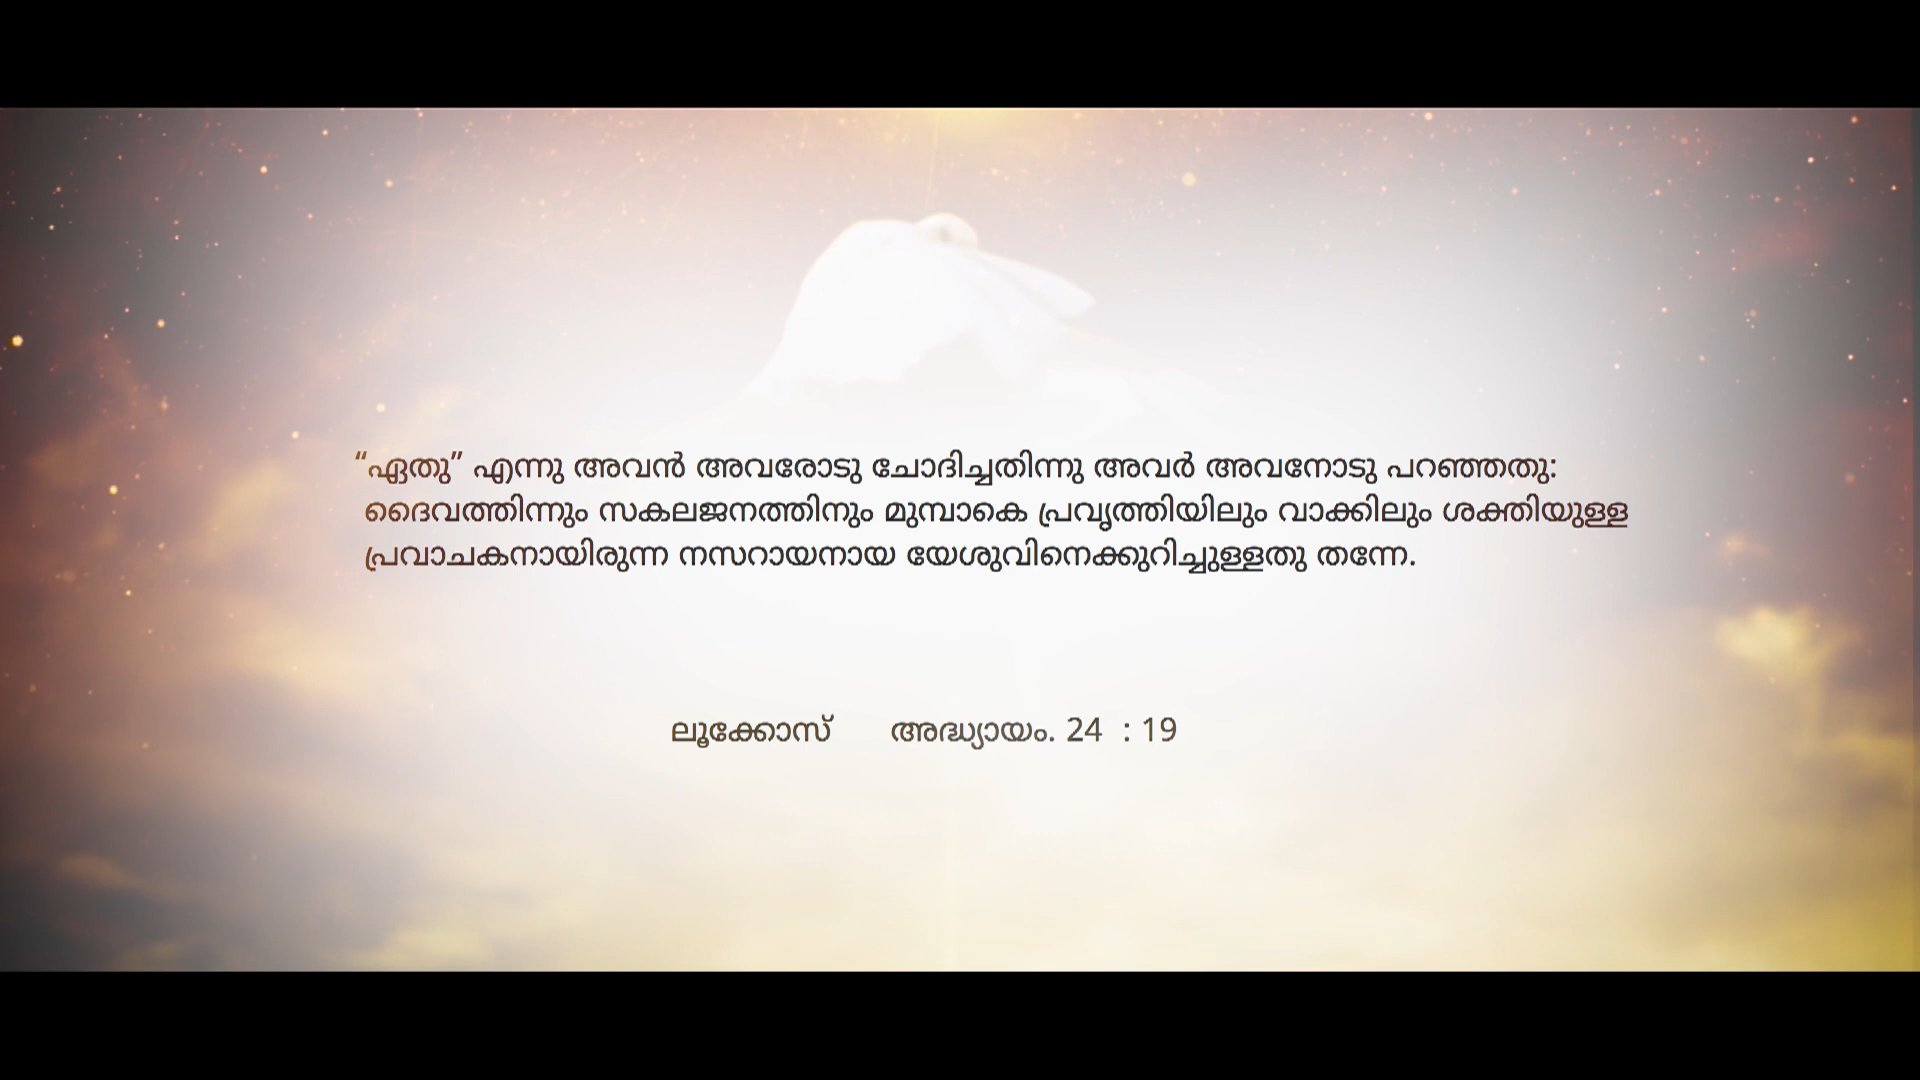 “ഏതു” എന്നു അവൻ അവരോടു ചോദിച്ചതിന്നു അവർ അവനോടു പറഞ്ഞതു:
ദൈവത്തിന്നും സകലജനത്തിനും മുമ്പാകെ പ്രവൃത്തിയിലും വാക്കിലും ശക്തിയുള്ള
പ്രവാചകനായിരുന്ന നസറായനായ യേശുവിനെക്കുറിച്ചുള്ളതു തന്നേ.
ലൂക്കോസ് അദ്ധ്യായം. 24 : 19